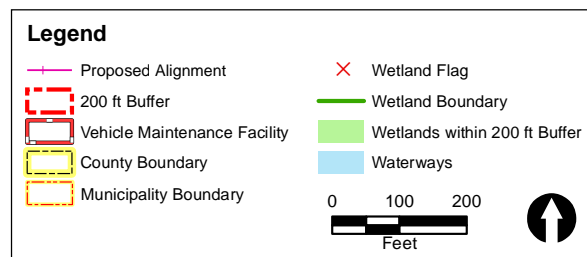 Legend
Proposed Alignment
200 ft Buffer
Vehicle Maintenance Facility
County Boundary
Municipality Boundary
Wetland Flag
Wetland Boundary
Wetlands within 200 ft Buffer
Waterways
0 100 200
Feet